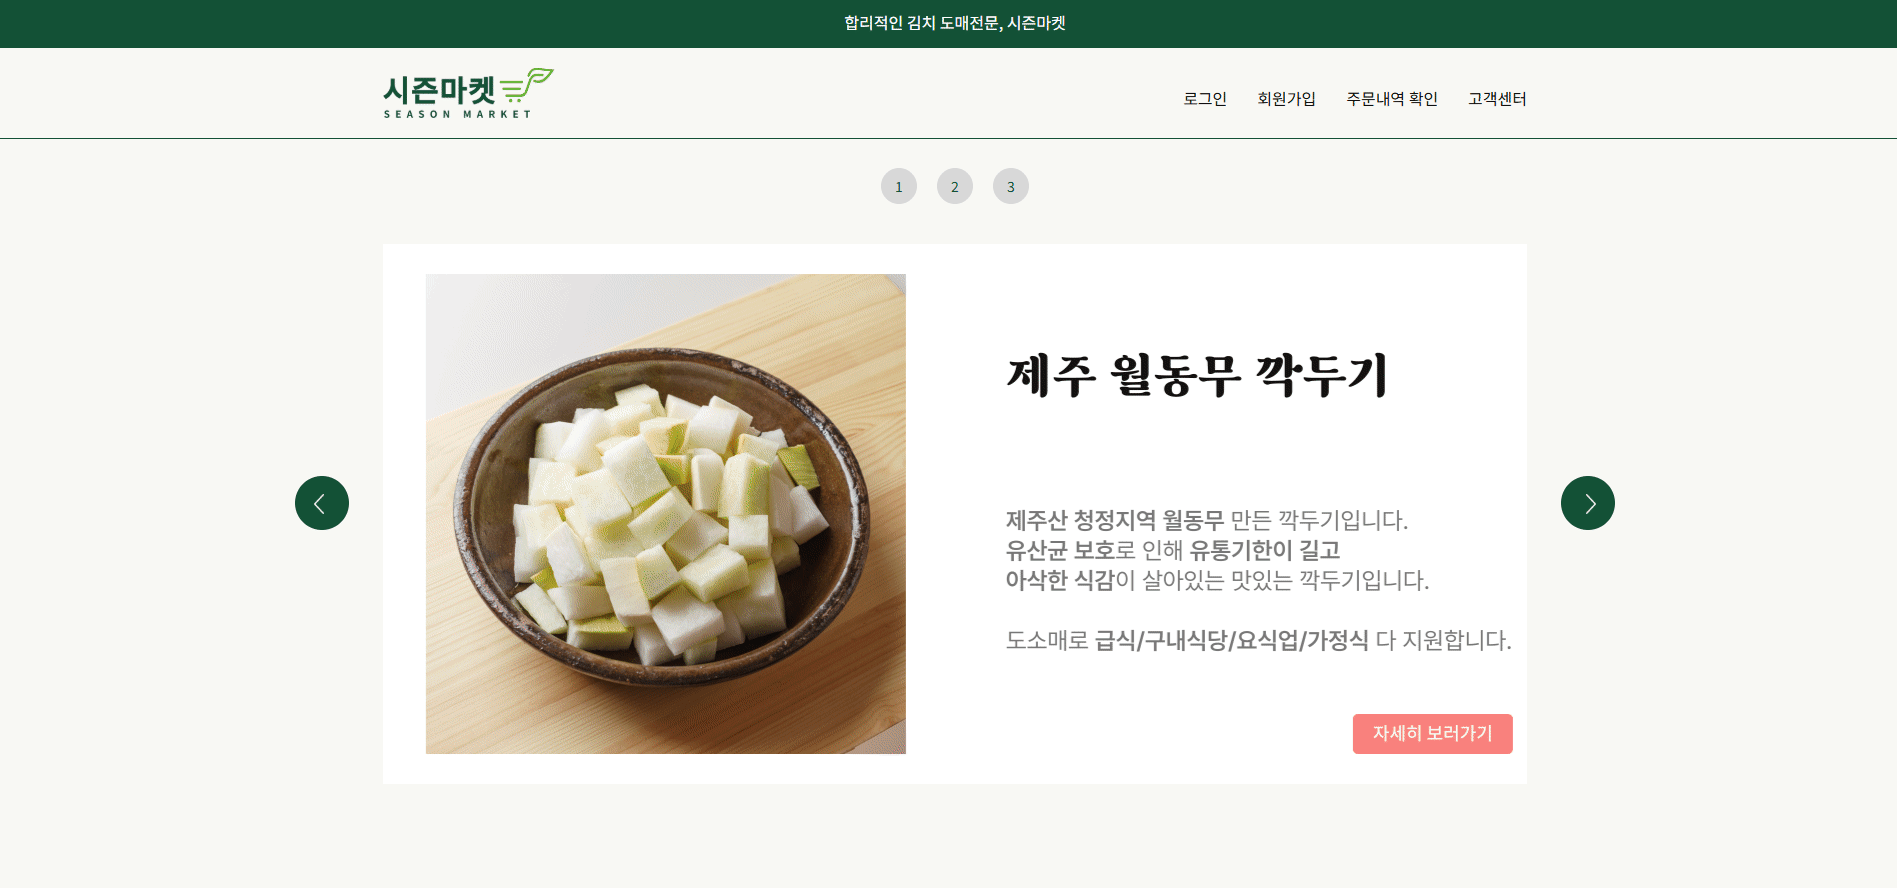 합리적인 김치 도매전문, 시즌마켓
시즌마켓
SEASON MARKET
로그인 회원가입 주문내역 확인 고객센터
1 2 3
제주 월동무 깍두기
제주산 청정지역 월동무 만든 깍두기입니다.
유산균 보호로 인해 유통기한이 길고
아삭한 식감이 살아있는 맛있는 깍두기입니다.
도소매로 급식/구내식당/요식업/가정식 다 지원합니다.
자세히 보러가기